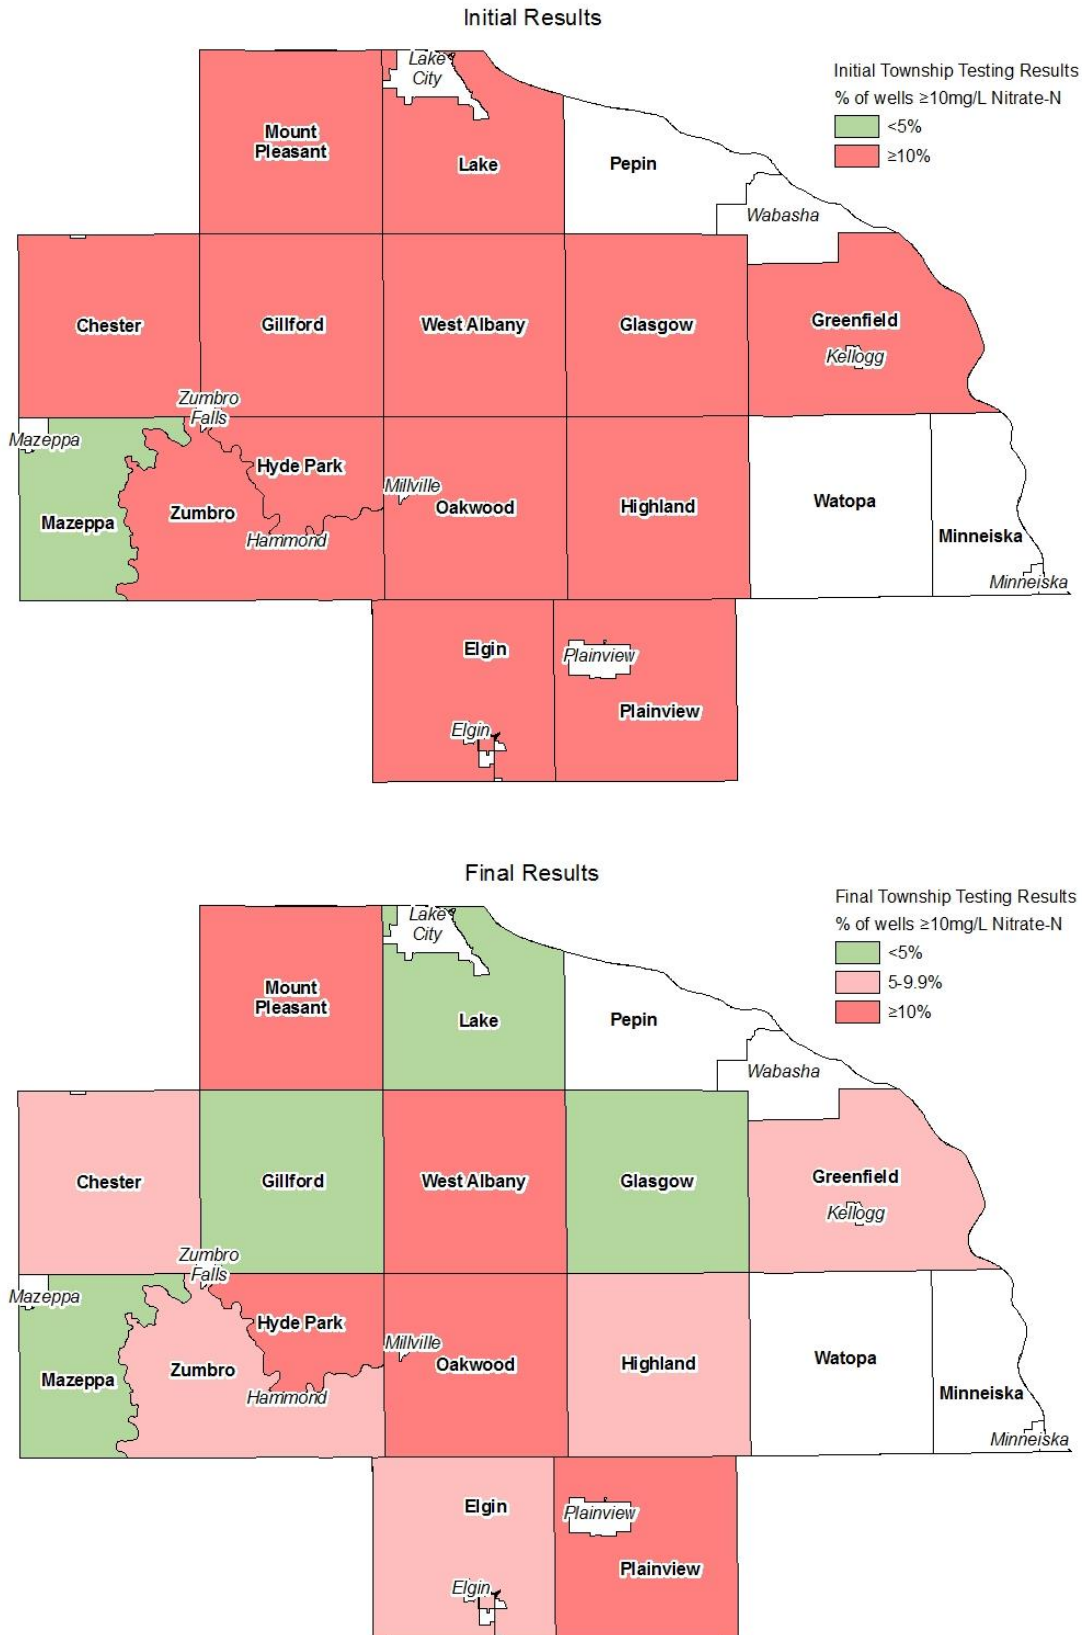 Initial Results
Initial Township Testing Results
% of wells ≥10mg/L Nitrate-N
<5%
≥10%
Lake
City
Mount
Pleasant
Lake
Pepin
Wabasha
Chester
Gillford
West Albany
Glasgow
Greenfield
Kellogg
Zumbro
Falls
Mazeppa
Hyde Park
Millville
Mazeppa
Zumbro
Oakwood
Highland
Watopa
Hammond
Minneiska
Minneiska
Elgin
Plainview
Plainview
Elgin
Final Results
Final Township Testing Results
% of wells ≥10mg/L Nitrate-N
<5%
5-9.9%
≥10%
Lake
City
Mount
Pleasant
Lake
Pepin
Wabasha
Chester
Gillford
West Albany
Glasgow
Greenfield
Kellogg
Zumbro
Falls
Mazeppa
Hyde Park
Millville
Mazeppa
Zumbro
Oakwood
Highland
Watopa
Hammond
Minneiska
Minneiska
Elgin
Plainview
Plainview
Elgin